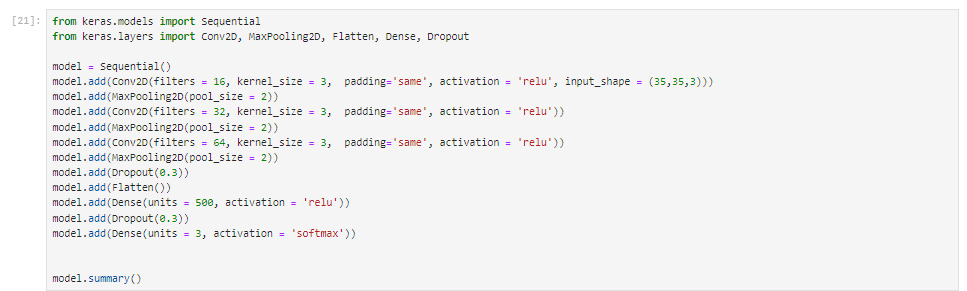 [21]:
from keras.models import Sequential
from keras.layers import Conv2D, MaxPooling2D, Flatten, Dense, Dropout
model = Sequential()
model.add(Conv2D(filters = 16, kernel_size = 3,  padding='same', activation = 'relu', input_shape = (35,35,3)))
model.add(MaxPooling2D(pool_size = 2))
model.add(Conv2D(filters = 32, kernel_size = 3,  padding='same', activation = 'relu'))
model.add(MaxPooling2D(pool_size = 2))
model.add(Conv2D(filters = 64, kernel_size = 3,  padding='same', activation = 'relu'))
model.add(MaxPooling2D(pool_size = 2))
model.add(Dropout(0.3))
model.add(Flatten())
model.add(Dense(units = 500, activation = 'relu'))
model.add(Dropout(0.3))
model.add(Dense(units = 3, activation = 'softmax'))
model.summary()